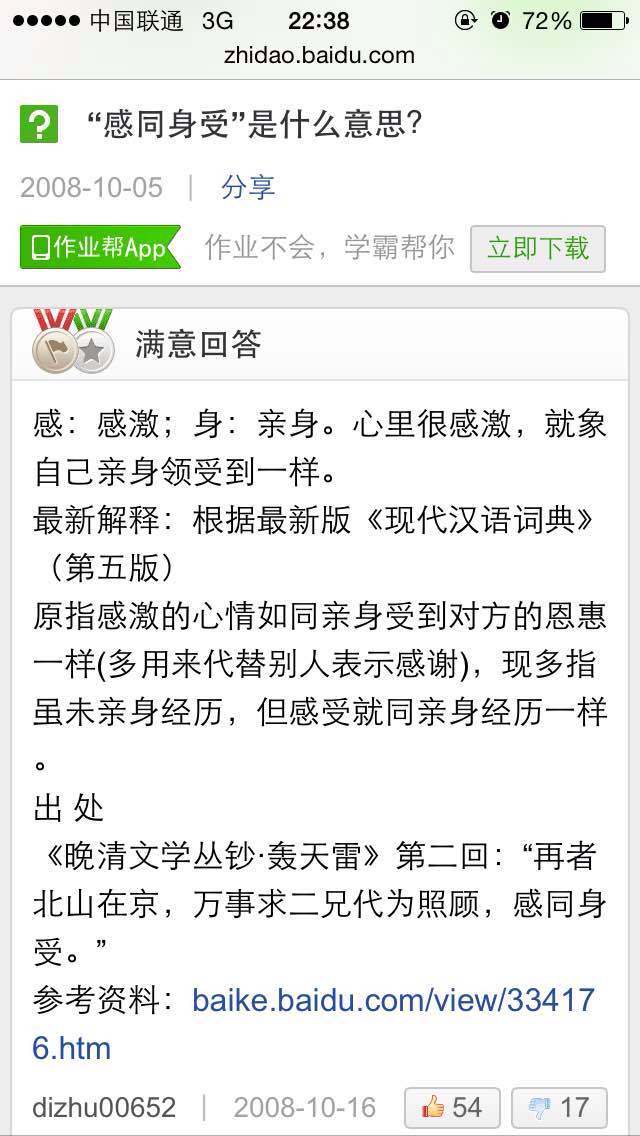 中国联通 3G 22:38 72%
zhidao.baidu.com
“感同身受”是什么意思?
2008-10-05 | 分享
作业帮App 作业不会，学霸帮你 立即下载
满意回答
感：感激；身：亲身。心里很感激，就象
自己亲身领受到一样。
最新解释：根据最新版《现代汉语词典》
（第五版）
原指感激的心情如同亲身受到对方的恩惠
一样(多用来代替别人表示感谢)，现多指
虽未亲身经历，但感受就同亲身经历一样
。
出 处
《晚清文学丛钞·轰天雷》第二回：“再者
北山在京，万事求二兄代为照顾，感同身
受。”
参考资料：baike.baidu.com/view/33417
6.htm
dizhu00652 | 2008-10-16 54 17